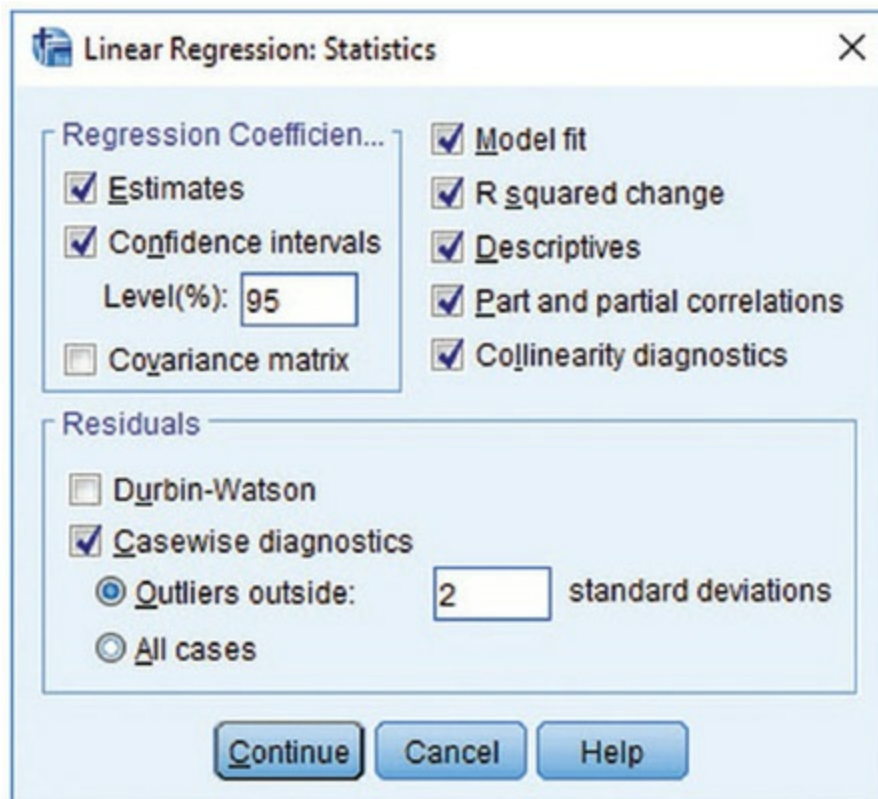 Linear Regression: Statistics
Regression Coefficien...
Estimates
Confidence intervals
Level(%): 95
Covariance matrix
Model fit
R squared change
Descriptives
Part and partial correlations
Collinearity diagnostics
Residuals
Durbin-Watson
Casewise diagnostics
Outliers outside: 2 standard deviations
All cases
Continue Cancel Help